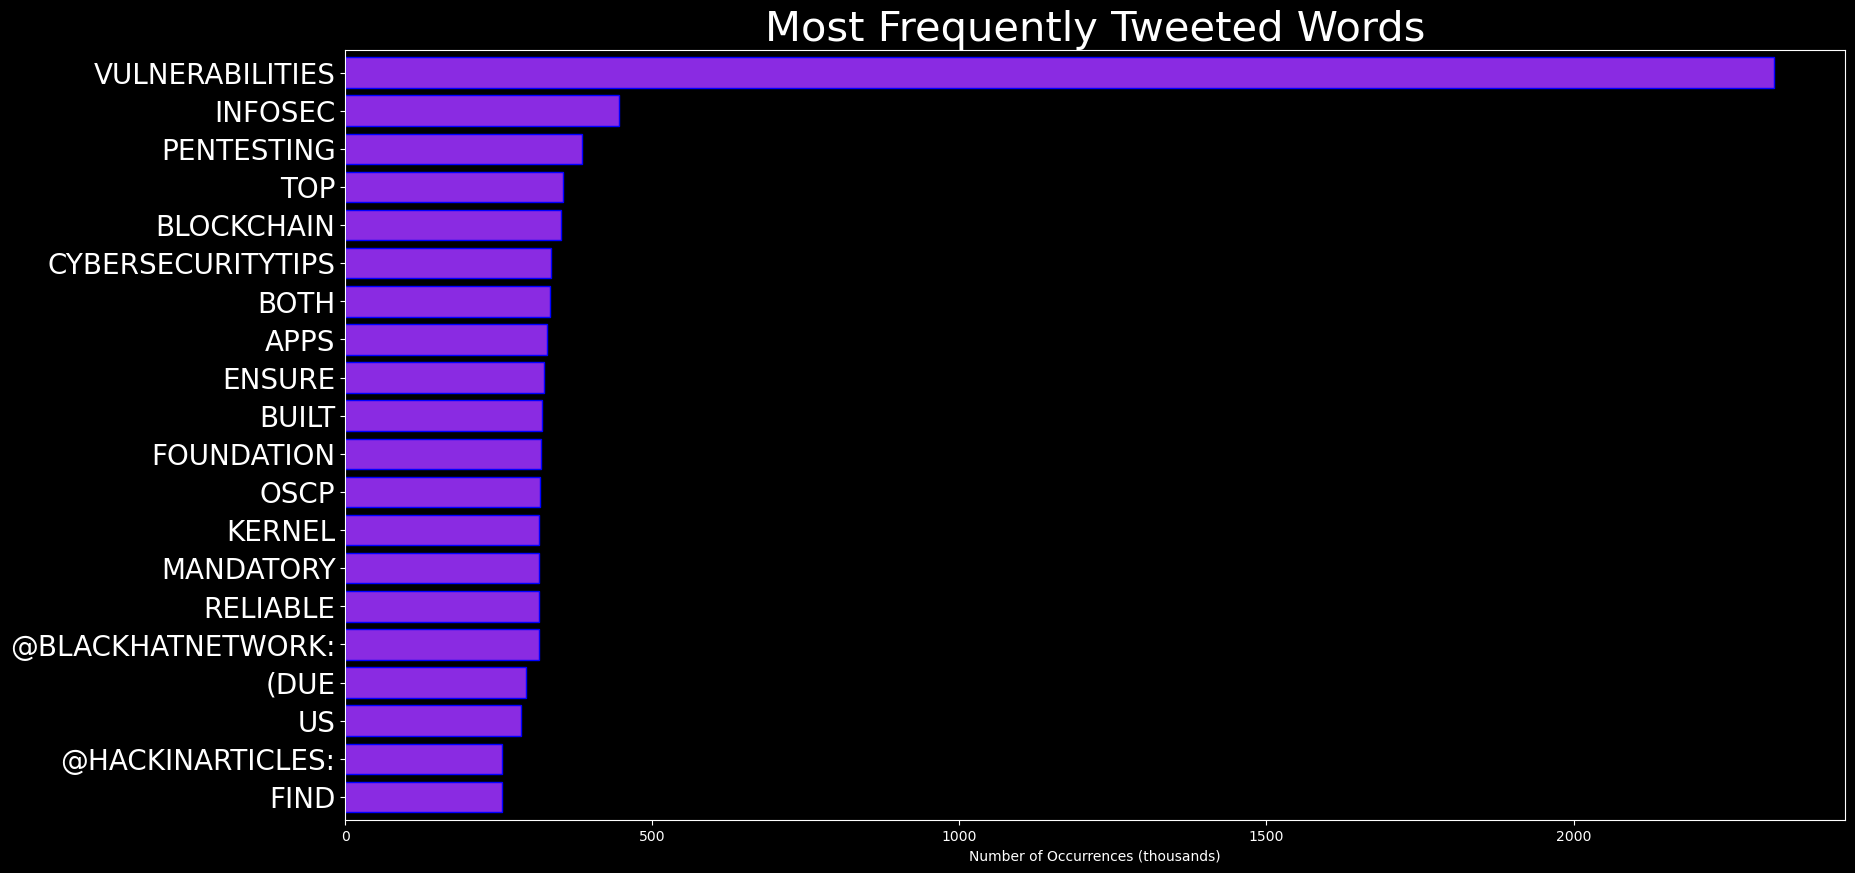 Most Frequently Tweeted Words
VULNERABILITIES
INFOSEC
PENTESTING
TOP
BLOCKCHAIN
CYBERSECURITYTIPS
BOTH
APPS
ENSURE
BUILT
FOUNDATION
OSCP
KERNEL
MANDATORY
RELIABLE
@BLACKHATNETWORK:
(DUE
US
@HACKINARTICLES:
FIND
0 500 1000 1500 2000
Number of Occurrences (thousands)